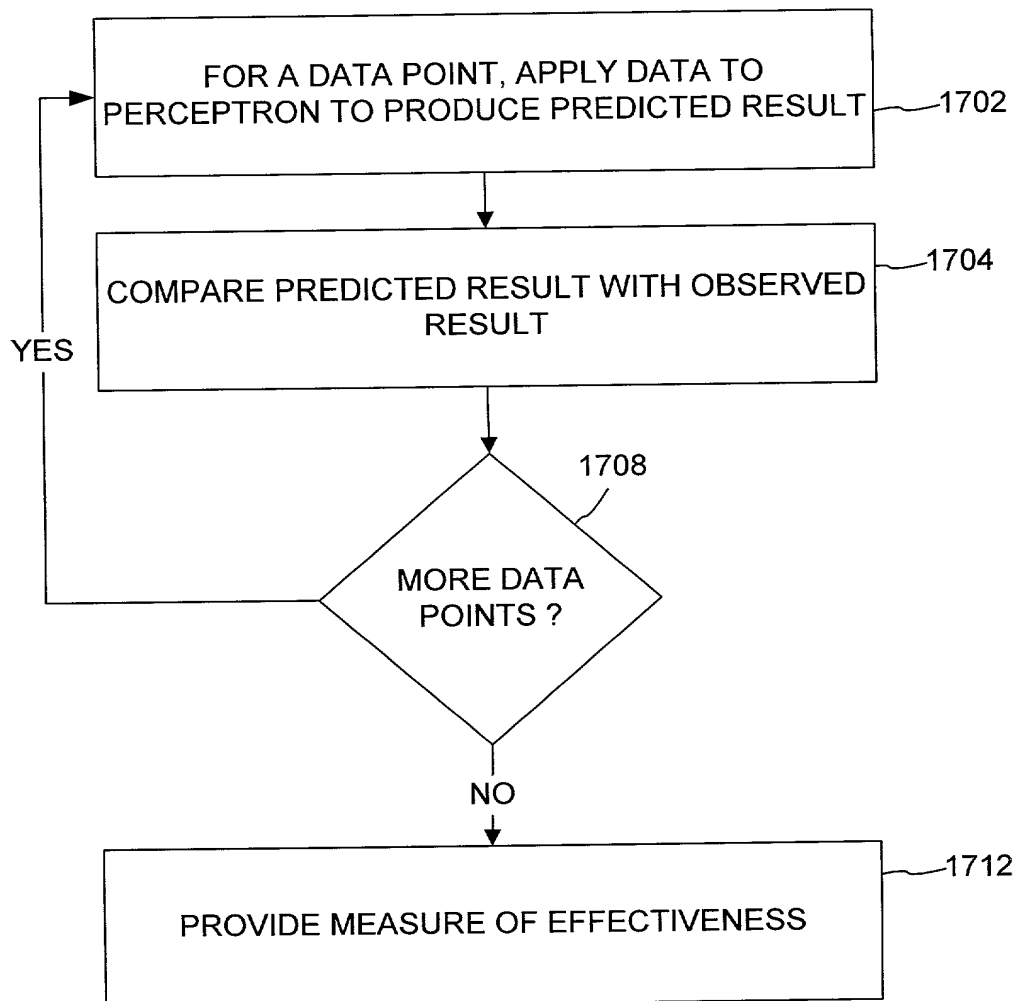 FOR A DATA POINT, APPLY DATA TO
PERCEPTRON TO PRODUCE PREDICTED RESULT
1702
COMPARE PREDICTED RESULT WITH OBSERVED
RESULT
1704
YES
1708
MORE DATA
POINTS ?
NO
1712
PROVIDE MEASURE OF EFFECTIVENESS